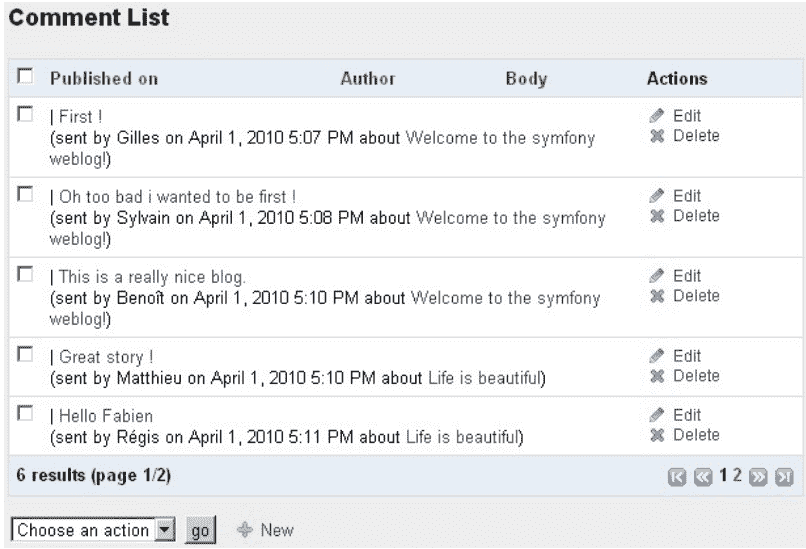 Comment List
Published on Author Body Actions
| First ! Edit
(sent by Gilles on April 1, 2010 5:07 PM about Welcome to the symfony Delete
weblog!)
| Oh too bad i wanted to be first ! Edit
(sent by Sylvain on April 1, 2010 5:08 PM about Welcome to the symfony Delete
weblog!)
| This is a really nice blog. Edit
(sent by Benoît on April 1, 2010 5:10 PM about Welcome to the symfony Delete
weblog!)
| Great story ! Edit
(sent by Matthieu on April 1, 2010 5:10 PM about Life is beautiful) Delete
| Hello Fabien Edit
(sent by Régis on April 1, 2010 5:11 PM about Life is beautiful) Delete
6 results (page 1/2) 1 2
Choose an action go New